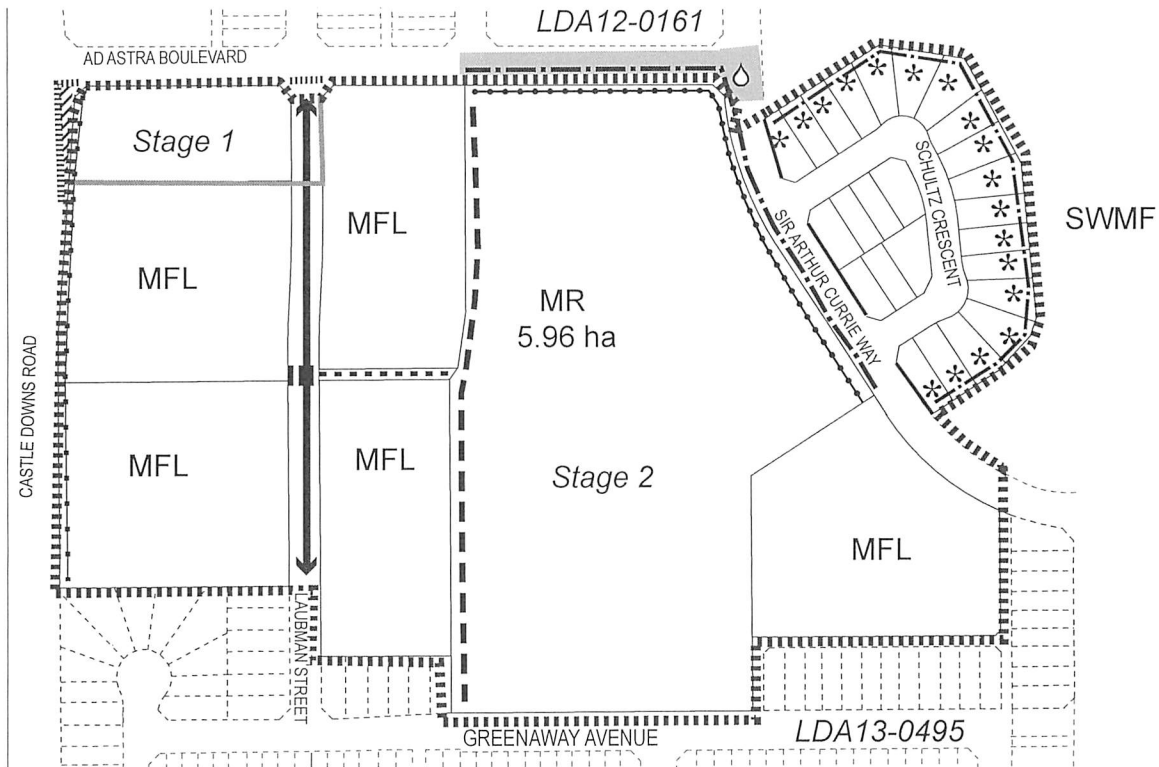 LDA12-0161
AD ASTRA BOULEVARD
Stage 1
MFL
SCHULTZ CRESCENT
SWMF
SIR ARTHUR CURRIE WAY
MFL
MR
5.96 ha
CASTLE DOWNS ROAD
MFL
MFL
Stage 2
MFL
LAUBMAN STREET
GREENAWAY AVENUE
LDA13-0495